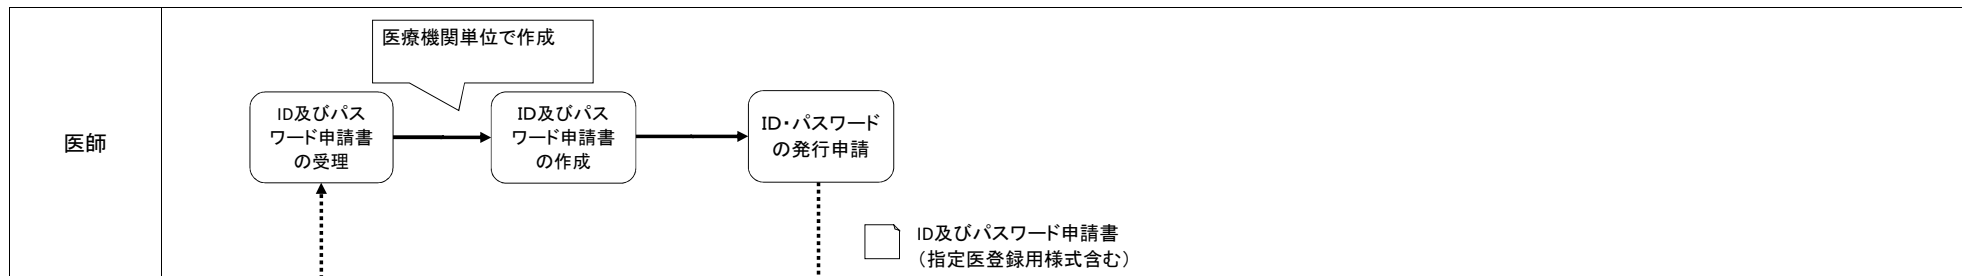 医療機関単位で作成
医師
ID及びパス
ワード申請書
の受理
ID及びパス
ワード申請書
の作成
ID・パスワード
の発行申請
ID及びパスワード申請書
（指定医登録用様式含む）